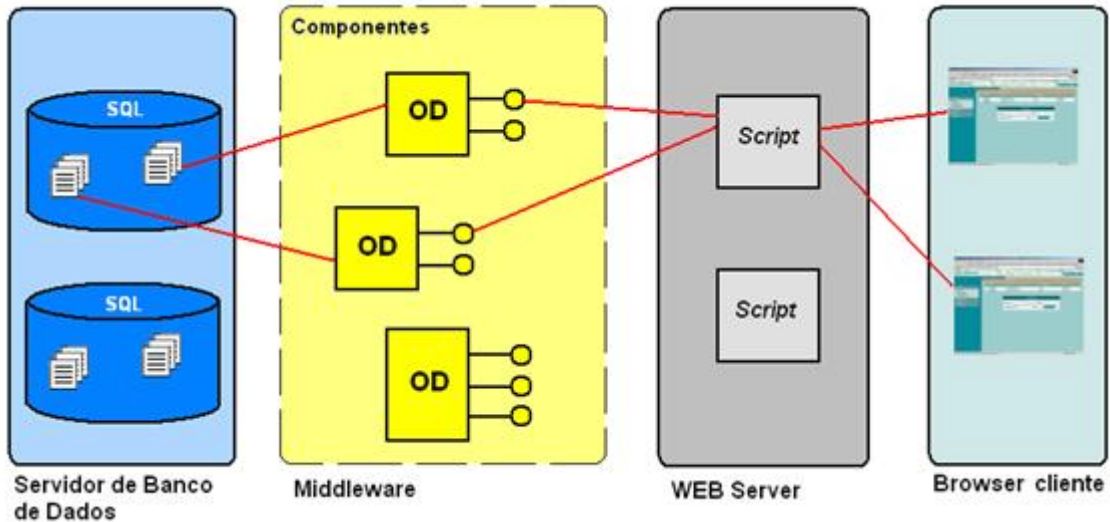 Componentes
SQL
OD
Script
OD
SQL
Script
OD
Servidor de Banco
de Dados
Middleware
WEB Server
Browser cliente